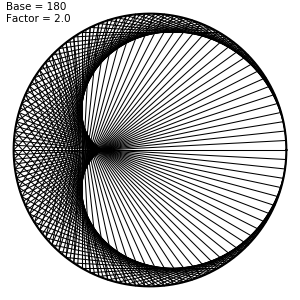 Base = 180
Factor = 2.0